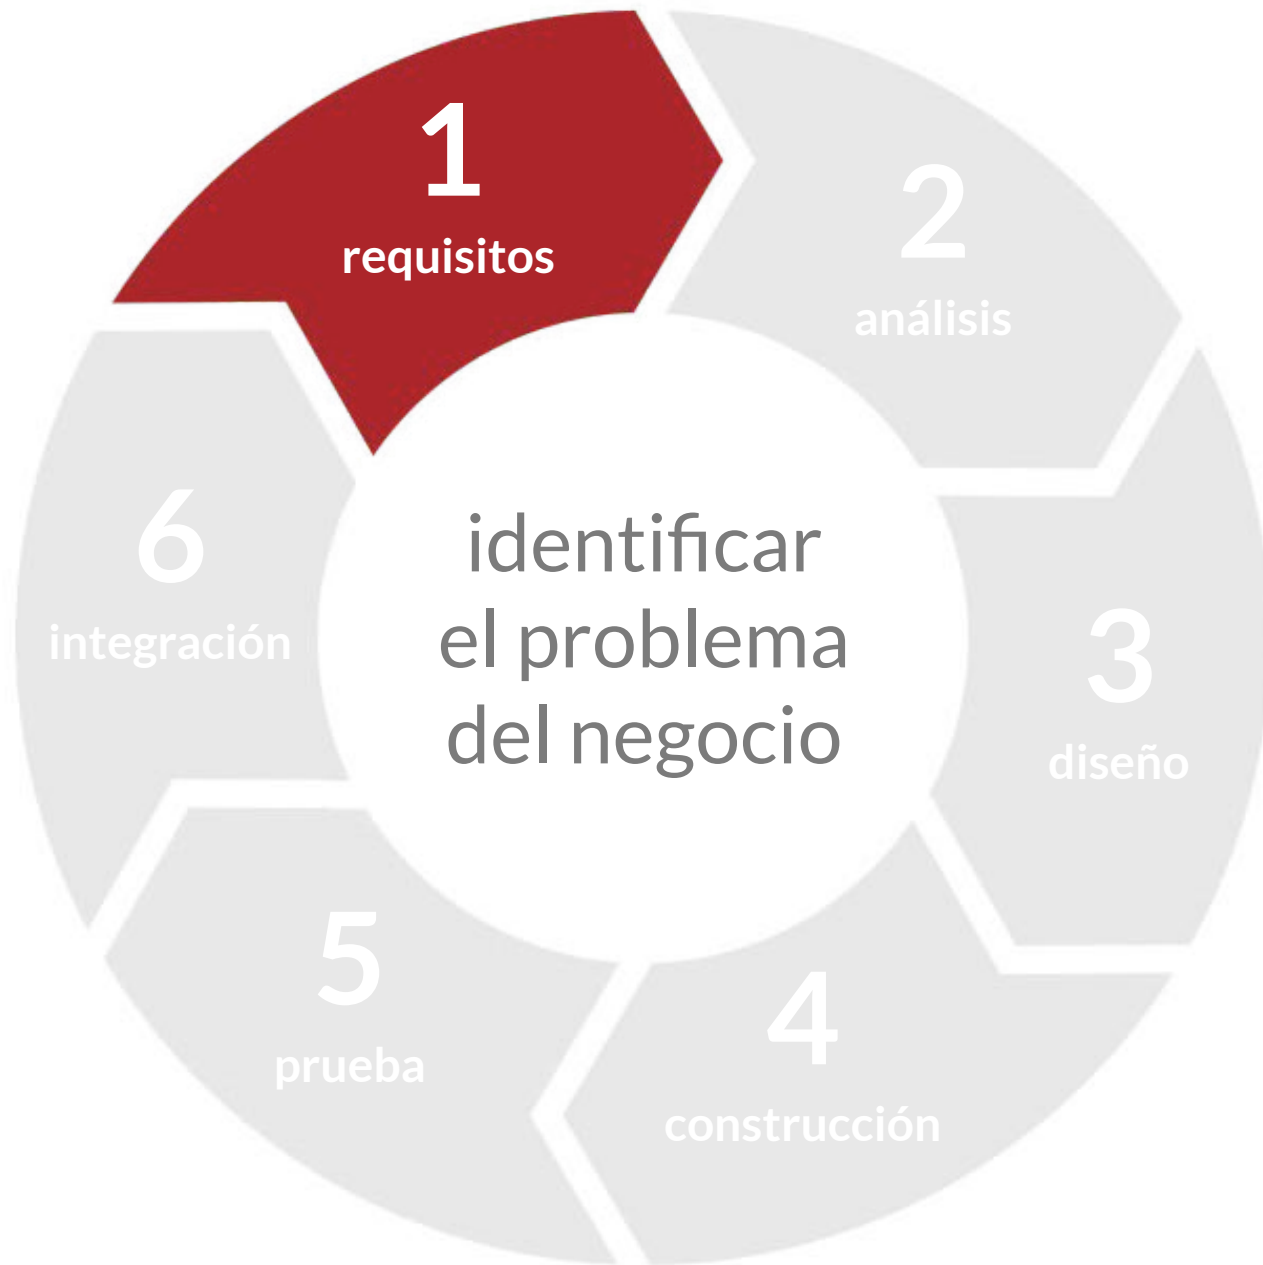 1
requisitos
2
análisis
3
diseño
4
construcción
5
prueba
6
integración
identificar
el problema
del negocio